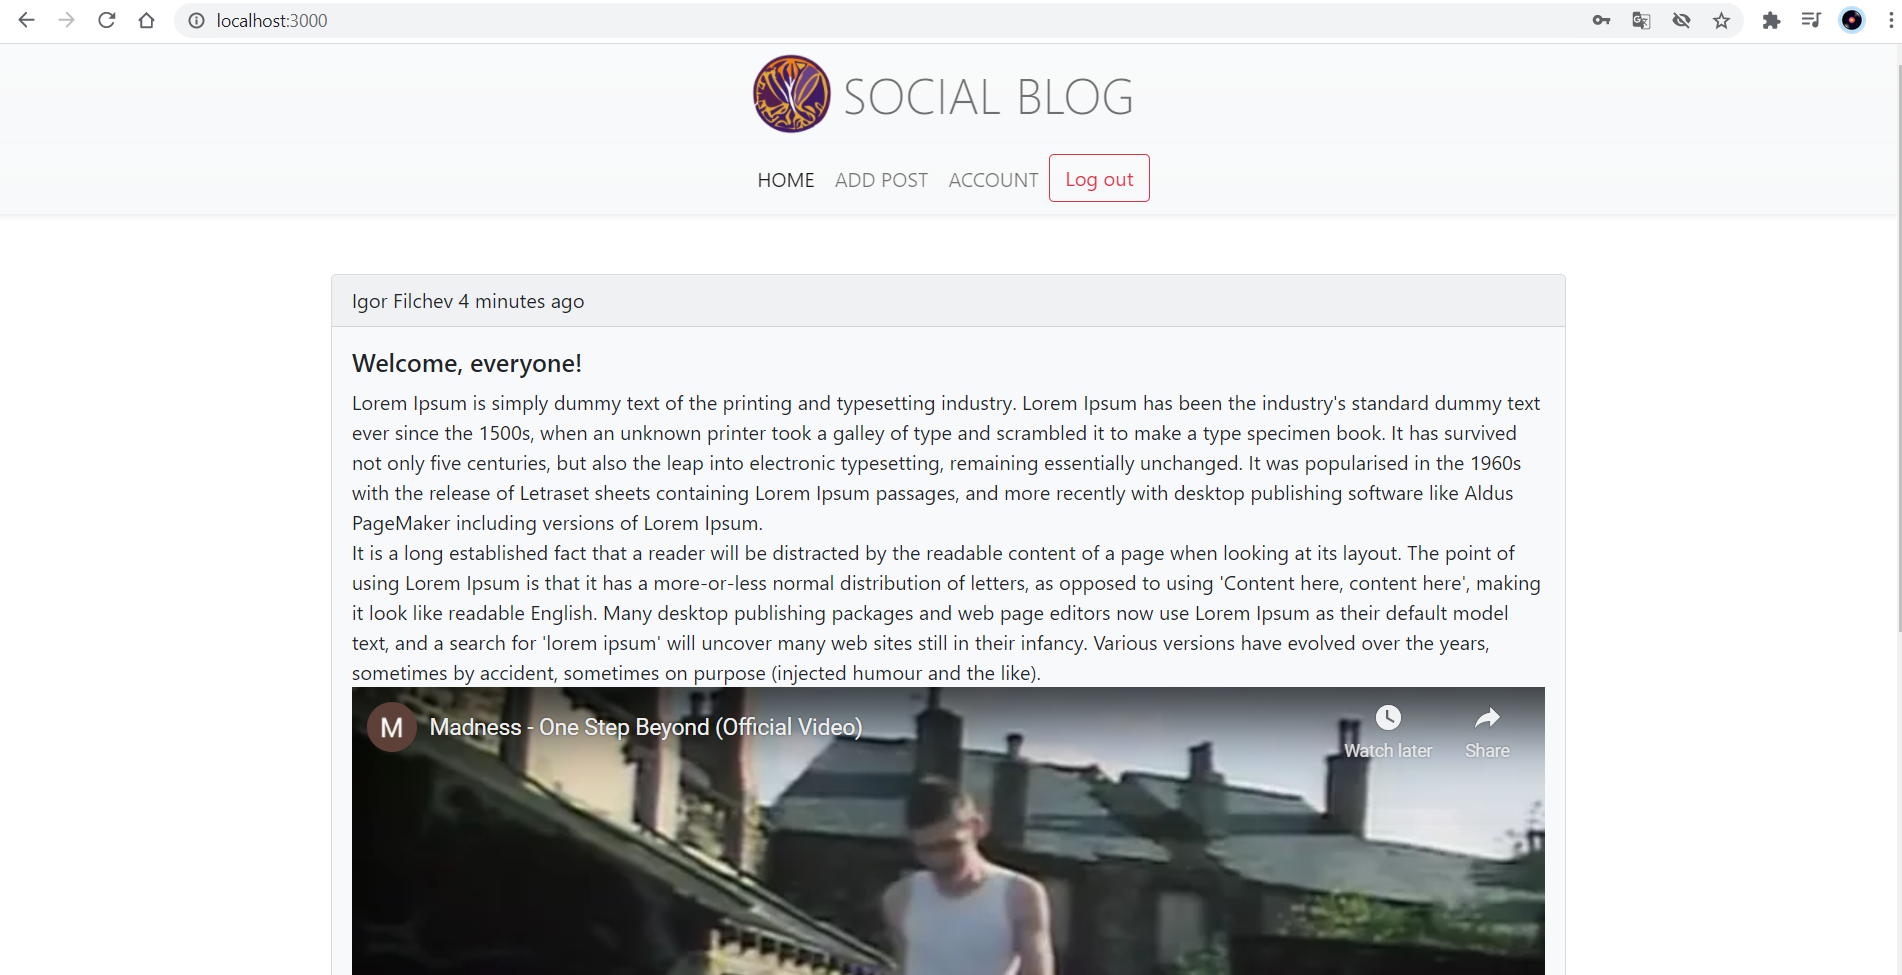 localhost:3000
SOCIAL BLOG
HOME ADD POST ACCOUNT Log out
Igor Filchev 4 minutes ago
Welcome, everyone!
Lorem Ipsum is simply dummy text of the printing and typesetting industry. Lorem Ipsum has been the industry's standard dummy text
ever since the 1500s, when an unknown printer took a galley of type and scrambled it to make a type specimen book. It has survived
not only five centuries, but also the leap into electronic typesetting, remaining essentially unchanged. It was popularised in the 1960s
with the release of Letraset sheets containing Lorem Ipsum passages, and more recently with desktop publishing software like Aldus
PageMaker including versions of Lorem Ipsum.
It is a long established fact that a reader will be distracted by the readable content of a page when looking at its layout. The point of
using Lorem Ipsum is that it has a more-or-less normal distribution of letters, as opposed to using 'Content here, content here', making
it look like readable English. Many desktop publishing packages and web page editors now use Lorem Ipsum as their default model
text, and a search for 'lorem ipsum' will uncover many web sites still in their infancy. Various versions have evolved over the years,
sometimes by accident, sometimes on purpose (injected humour and the like).
M Madness - One Step Beyond (Official Video)
Watch later Share